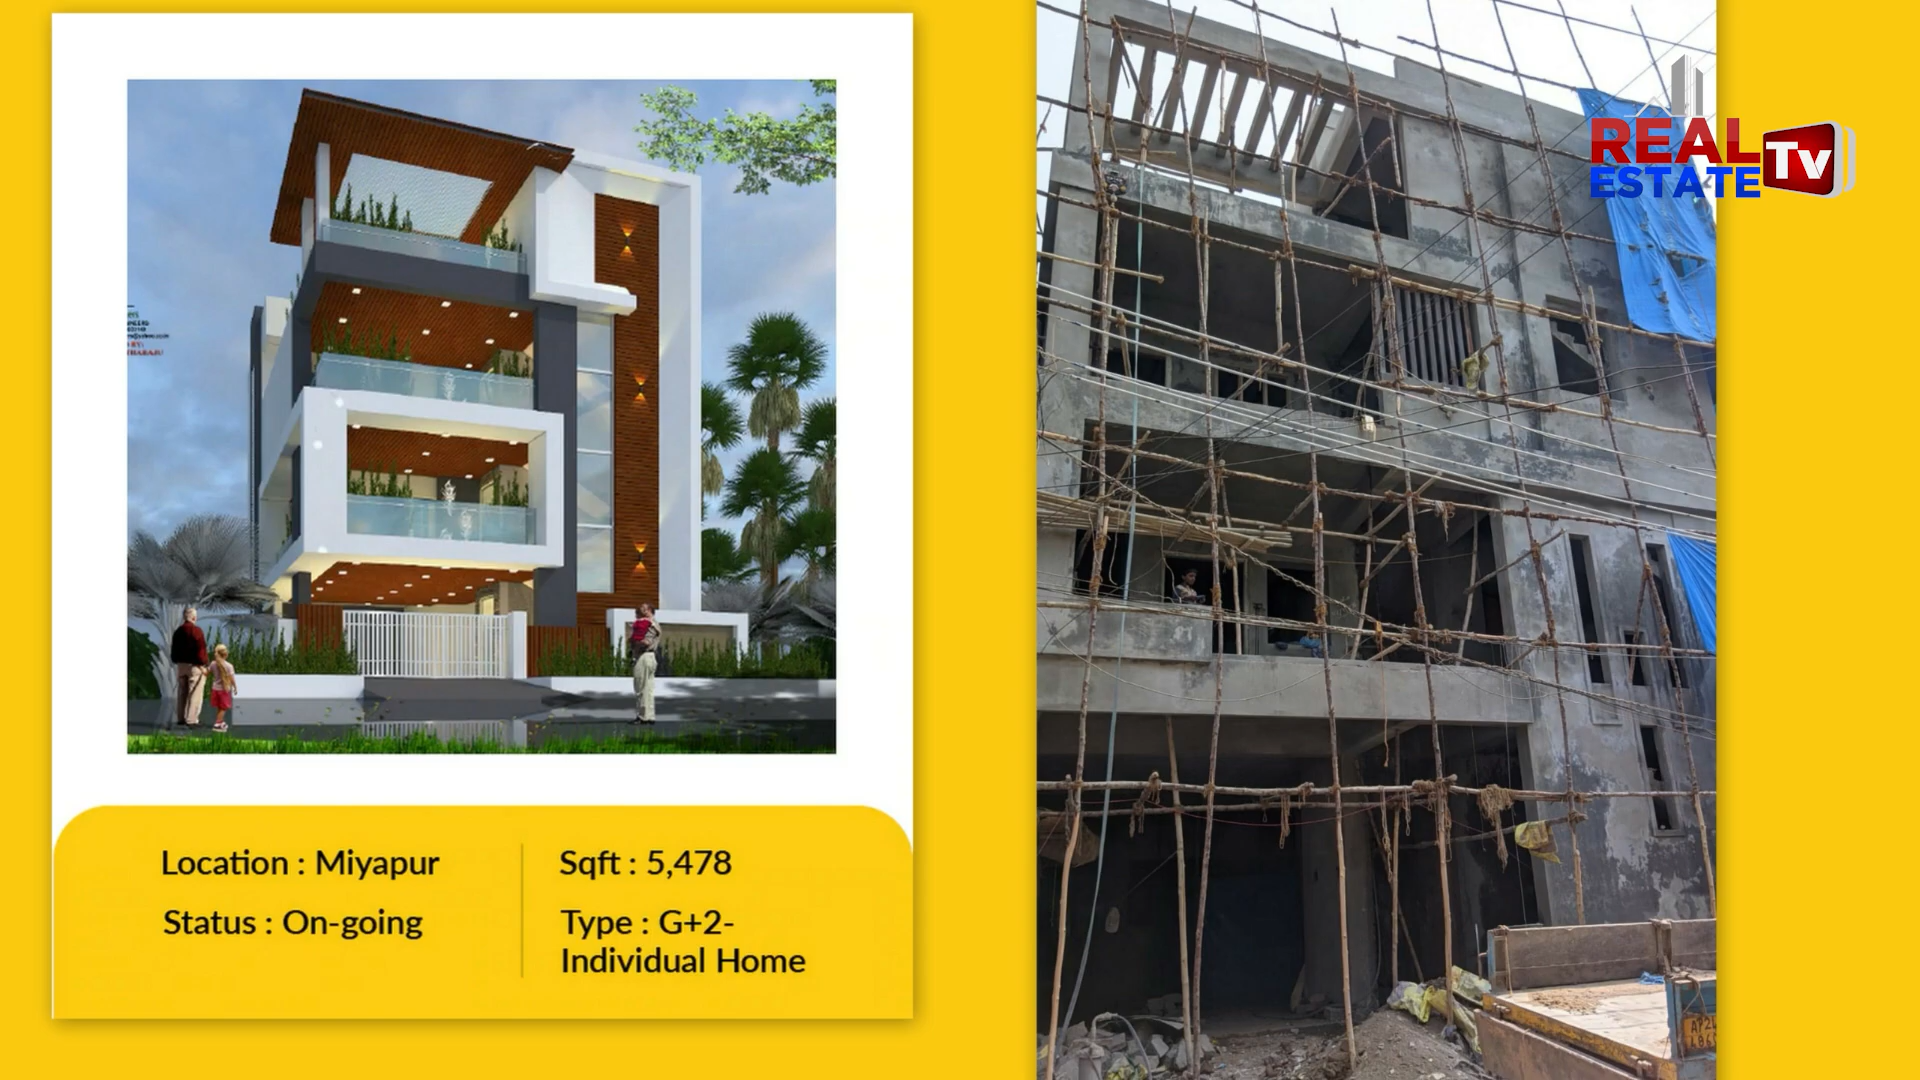 Location : Miyapur
Status : On-going
Sqft : 5,478
Type : G+2-
Individual Home
REAL
ESTATE
Tv